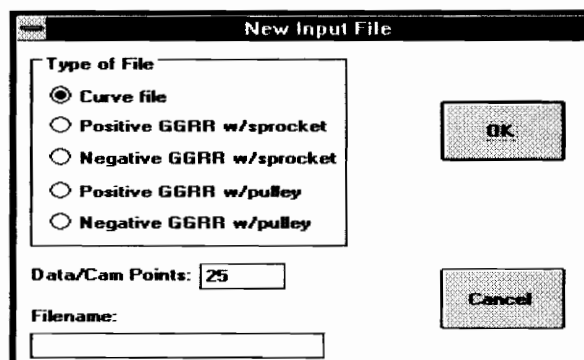 New Input File
Type of File
Curve file
Positive GGRR w/sprocket
OK
Negative GGRR w/sprocket
Positive GGRR w/pulley
Negative GGRR w/pulley
Data/Cam Points: 25
Cancel
Filename: